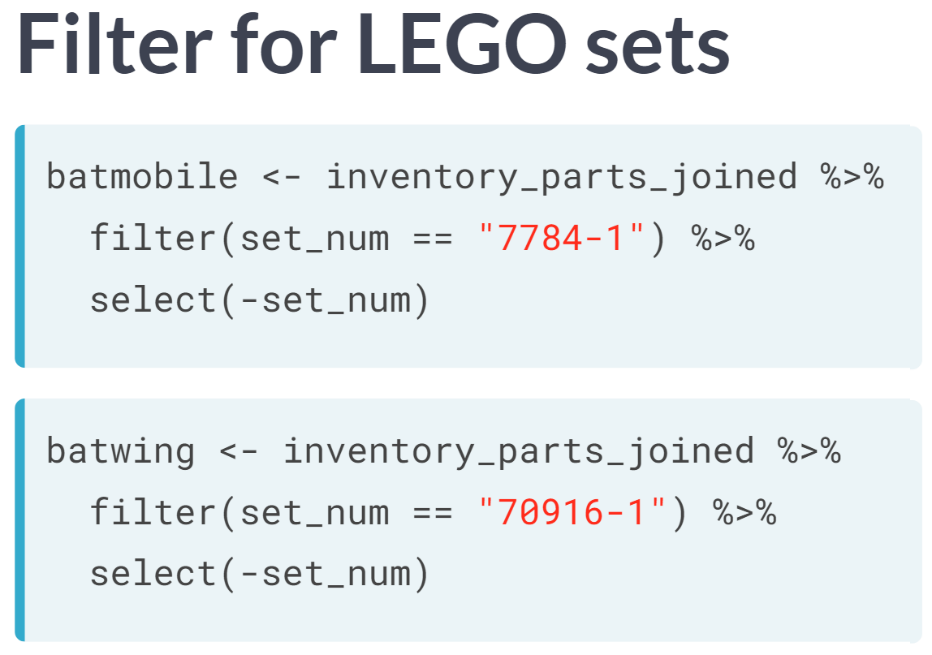 Filter for LEGO sets
batmobile <- inventory_parts_joined %>%
  filter(set_num == "7784-1") %>%
  select(-set_num)
batwing <- inventory_parts_joined %>%
  filter(set_num == "70916-1") %>%
  select(-set_num)